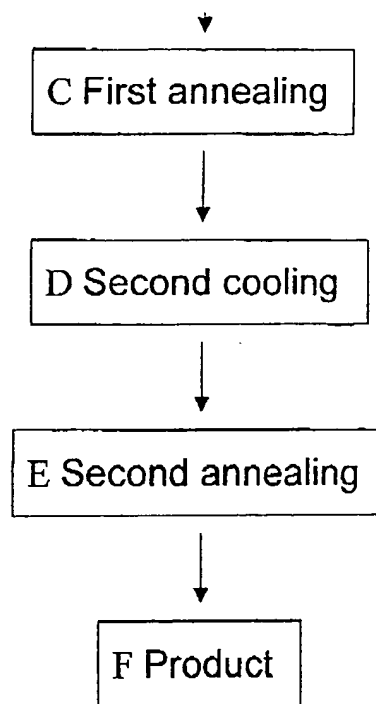 C First annealing
D Second cooling
E Second annealing
F Product